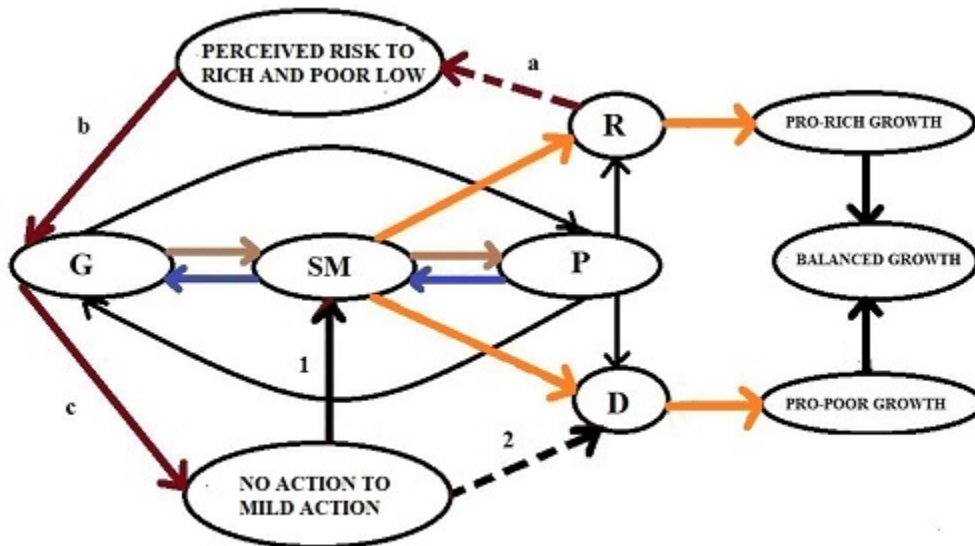 PERCEIVED RISK TO
RICH AND POOR LOW
a
R
PRO-RICH GROWTH
b
G
SM
P
BALANCED GROWTH
1
c
D
PRO-POOR GROWTH
2
NO ACTION TO
MILD ACTION